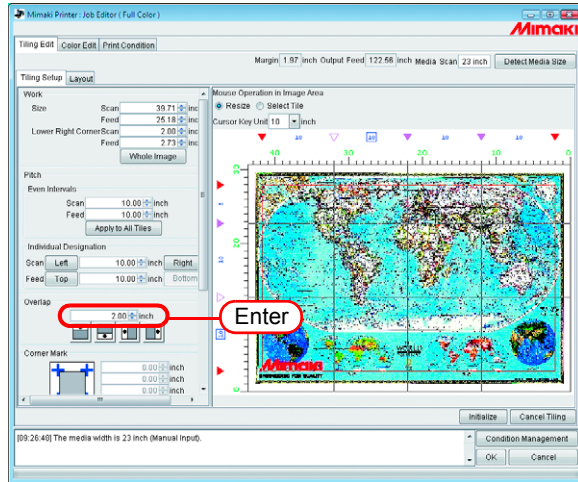 Mimaki Printer : Job Editor ( Full Color )
Mimaki
Tiling Edit Color Edit Print Condition
Margin 1.97 inch Output Feed 122.56 inch Media Scan 23 inch Detect Media Size
Tiling Setup Layout
Work
Size Scan 39.71 inc
Feed 25.18 inc
Lower Right Corner Scan 2.00 inc
Feed 2.73 inc
Whole Image
Pitch
Even Intervals
Scan 10.00 inch
Feed 10.00 inch
Apply to All Tiles
Individual Designation
Scan Left 10.00 inch Right
Feed Top 10.00 inch Bottom
Overlap
2.00 inch
Enter
Corner Mark
0.00 inch
0.00 inch
0.00 inch
Mouse Operation in Image Area
Resize Select Tile
Cursor Key Unit 10 inch
40 30 20 10 0
30
20
10
0
Mimaki
Initialize Cancel Tiling
[09:26:40] The media width is 23 inch (Manual Input).
Condition Management
OK Cancel